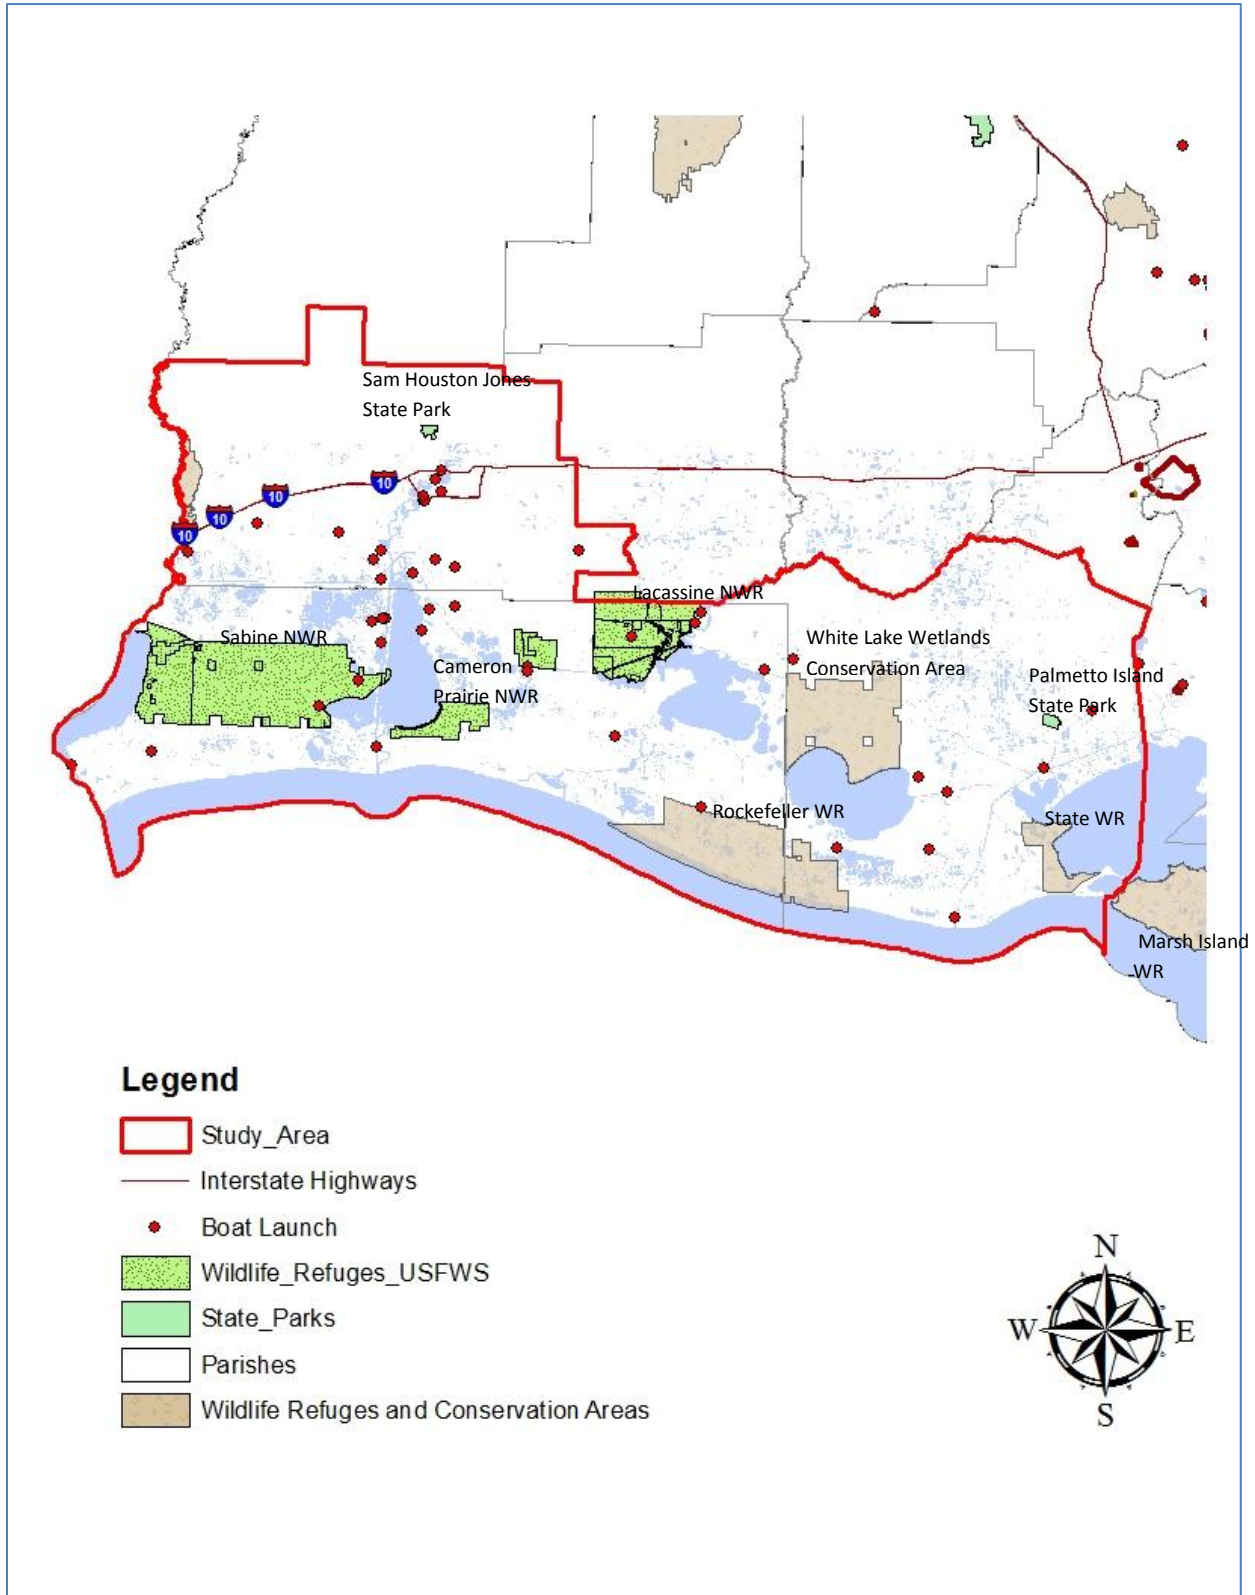 Sam Houston Jones
State Park
10
10
10
10
Lacassine NWR
Sabine NWR
White Lake Wetlands
Conservation Area
Cameron
Prairie NWR
Palmetto Island
State Park
Rockefeller WR
State WR
Marsh Island
WR
Legend
Study_Area
Interstate Highways
Boat Launch
Wildlife_Refuges_USFWS
State_Parks
Parishes
Wildlife Refuges and Conservation Areas
N
W
E
S